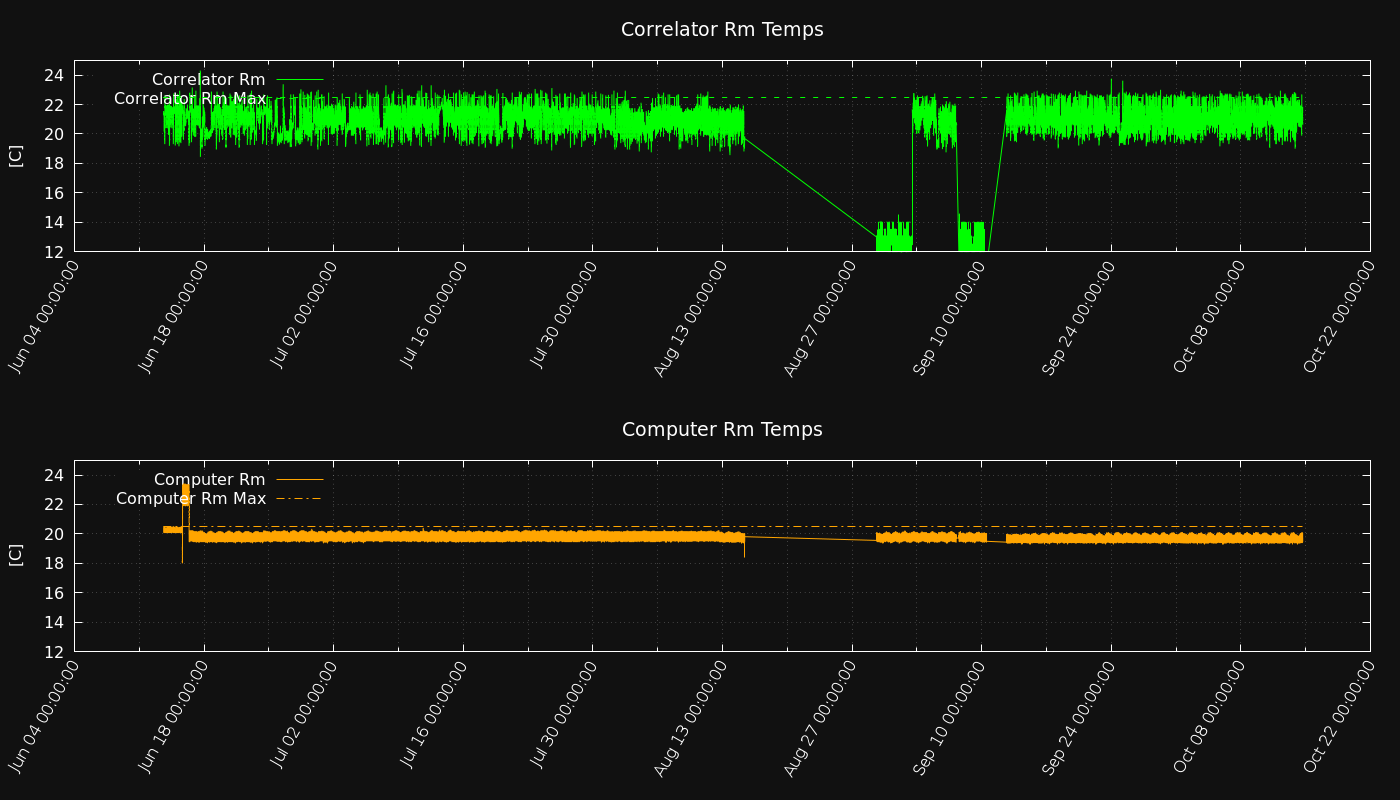 Correlator Rm Temps
Correlator Rm
Correlator Rm Max
[C]
24
22
20
18
16
14
12
Jun 04 00:00:00
Jun 18 00:00:00
Jul 02 00:00:00
Jul 16 00:00:00
Jul 30 00:00:00
Aug 13 00:00:00
Aug 27 00:00:00
Sep 10 00:00:00
Sep 24 00:00:00
Oct 08 00:00:00
Oct 22 00:00:00
Computer Rm Temps
Computer Rm
Computer Rm Max
[C]
24
22
20
18
16
14
12
Jun 04 00:00:00
Jun 18 00:00:00
Jul 02 00:00:00
Jul 16 00:00:00
Jul 30 00:00:00
Aug 13 00:00:00
Aug 27 00:00:00
Sep 10 00:00:00
Sep 24 00:00:00
Oct 08 00:00:00
Oct 22 00:00:00